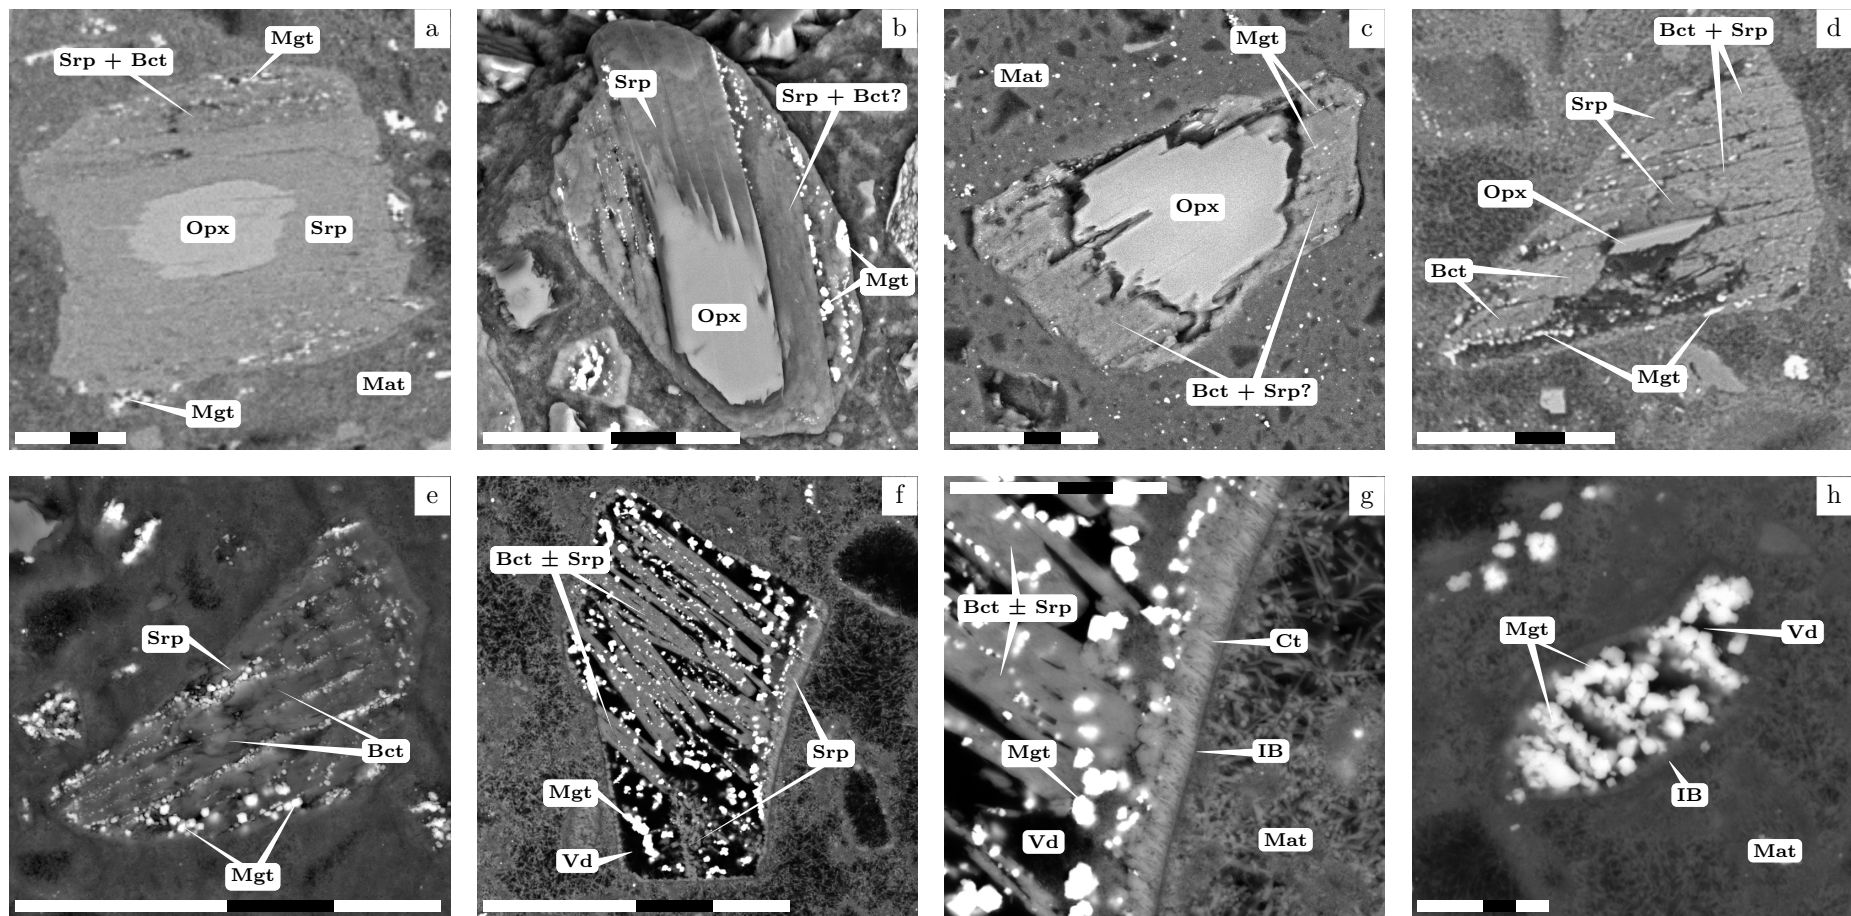 a
Mgt
Srp + Bct
Opx
Srp
Mat
Mgt
b
Srp
Srp + Bct?
Mgt
Opx
c
Mgt
Mat
Opx
Bct + Srp?
d
Bct + Srp
Srp
Opx
Bct
Mgt
e
Srp
Bct
Mgt
f
Bct ± Srp
Srp
Mgt
Vd
g
Bct ± Srp
Ct
Mgt
IB
Vd
Mat
h
Mgt
Vd
IB
Mat